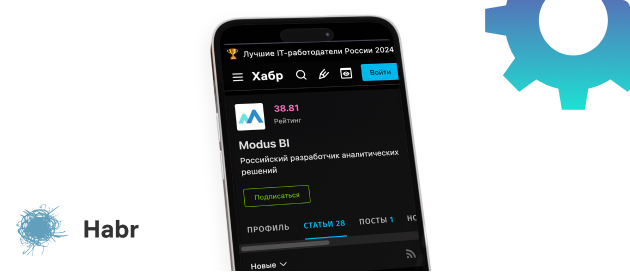 Лучшие IT-работодатели России 2024
Хабр
Войти
38.81
Рейтинг
Modus BI
Российский разработчик аналитических
решений
Подписаться
ПРОФИЛЬ СТАТЬИ 28 ПОСТЫ 1 НО
Новые
Habr